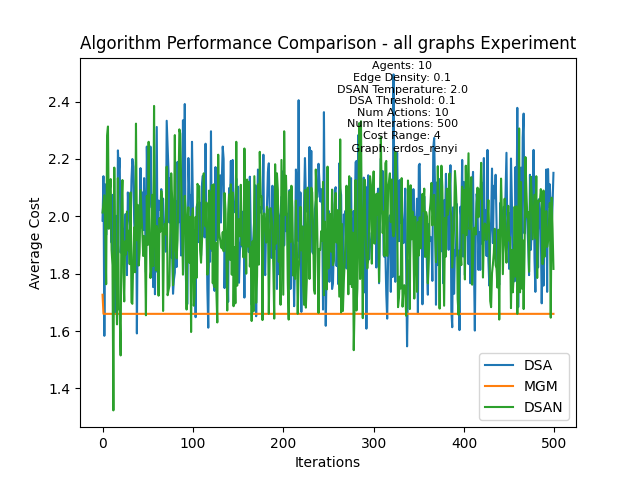 Algorithm Performance Comparison - all graphs Experiment
Agents: 10
Edge Density: 0.1
DSAN Temperature: 2.0
DSA Threshold: 0.1
Num Actions: 10
Num Iterations: 500
Cost Range: 4
Graph: erdos_renyi
2.4
2.2
2.0
1.8
1.6
1.4
Average Cost
0
100
200
300
400
500
Iterations
DSA
MGM
DSAN